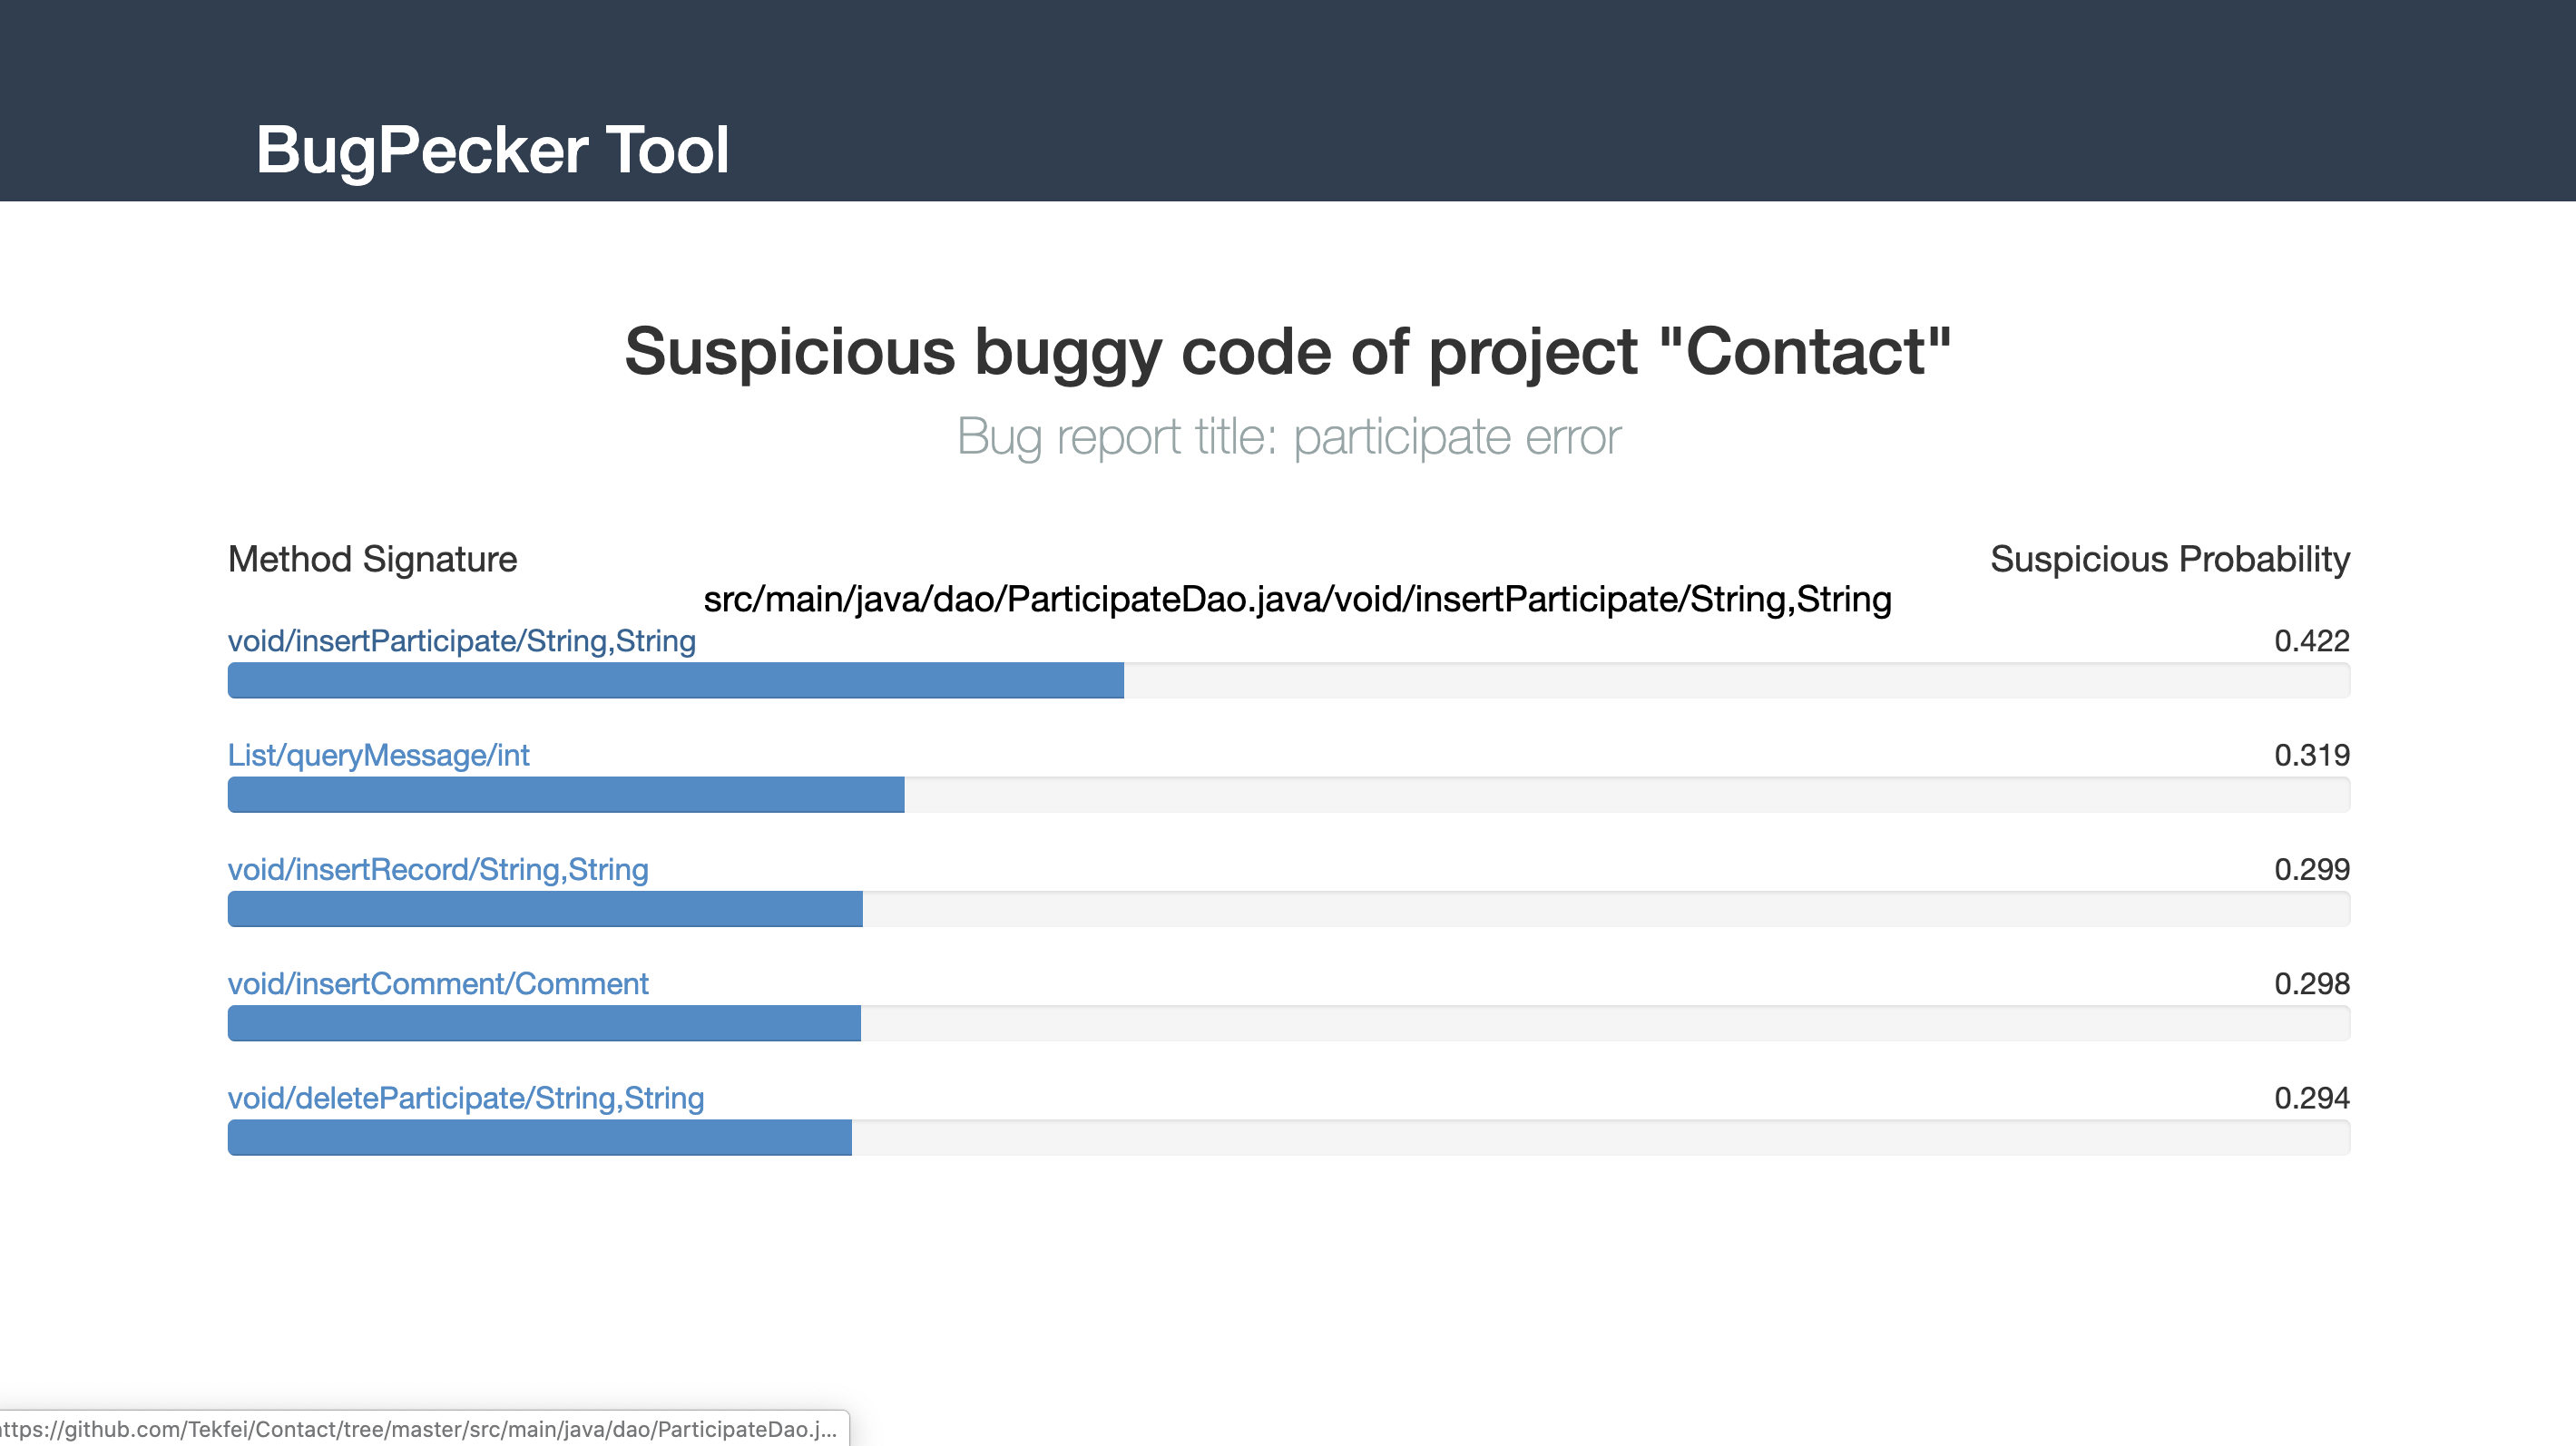 BugPecker Tool
Suspicious buggy code of project "Contact"
Bug report title: participate error
Method Signature
Suspicious Probability
src/main/java/dao/ParticipateDao.java/void/insertParticipate/String,String
void/insertParticipate/String,String
0.422
List/queryMessage/int
0.319
void/insertRecord/String,String
0.299
void/insertComment/Comment
0.298
void/deleteParticipate/String,String
0.294
ttps://github.com/Tekfei/Contact/tree/master/src/main/java/dao/ParticipateDao.j...